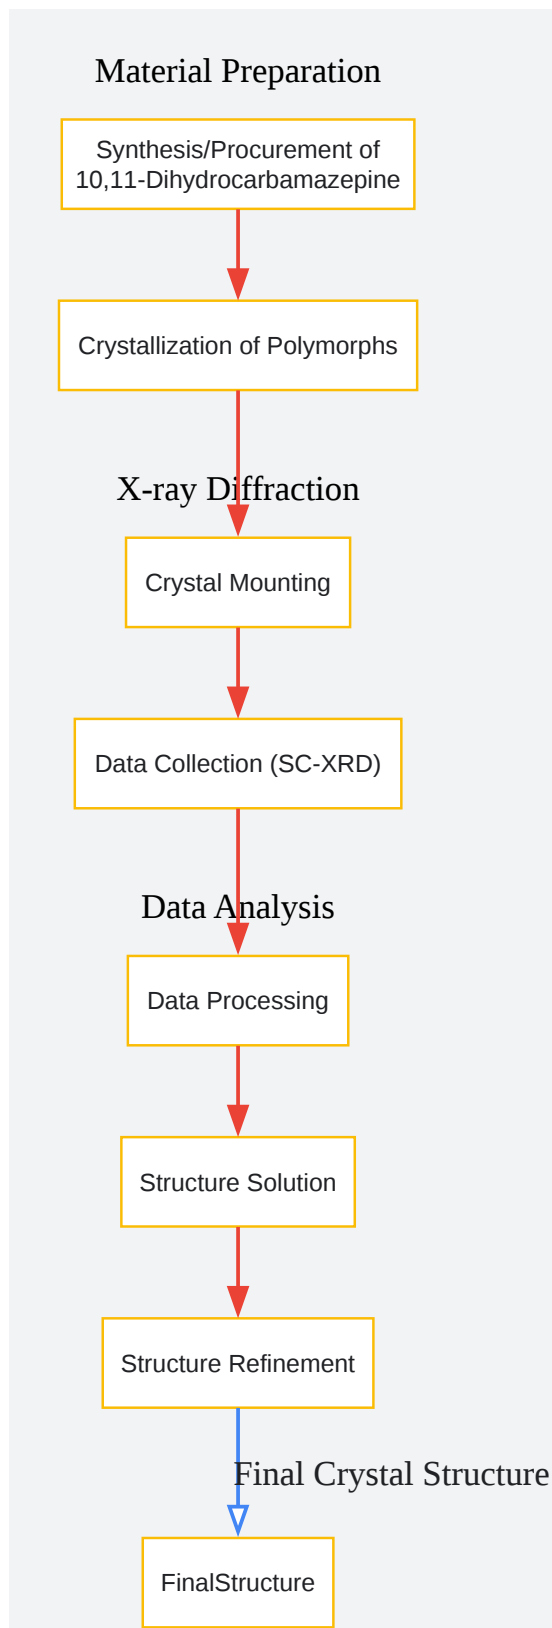 Material Preparation
Synthesis/Procurement of
10,11-Dihydrocarbamazepine
Crystallization of Polymorphs
X-ray Diffraction
Crystal Mounting
Data Collection (SC-XRD)
Data Analysis
Data Processing
Structure Solution
Structure Refinement
Final Crystal Structure
FinalStructure